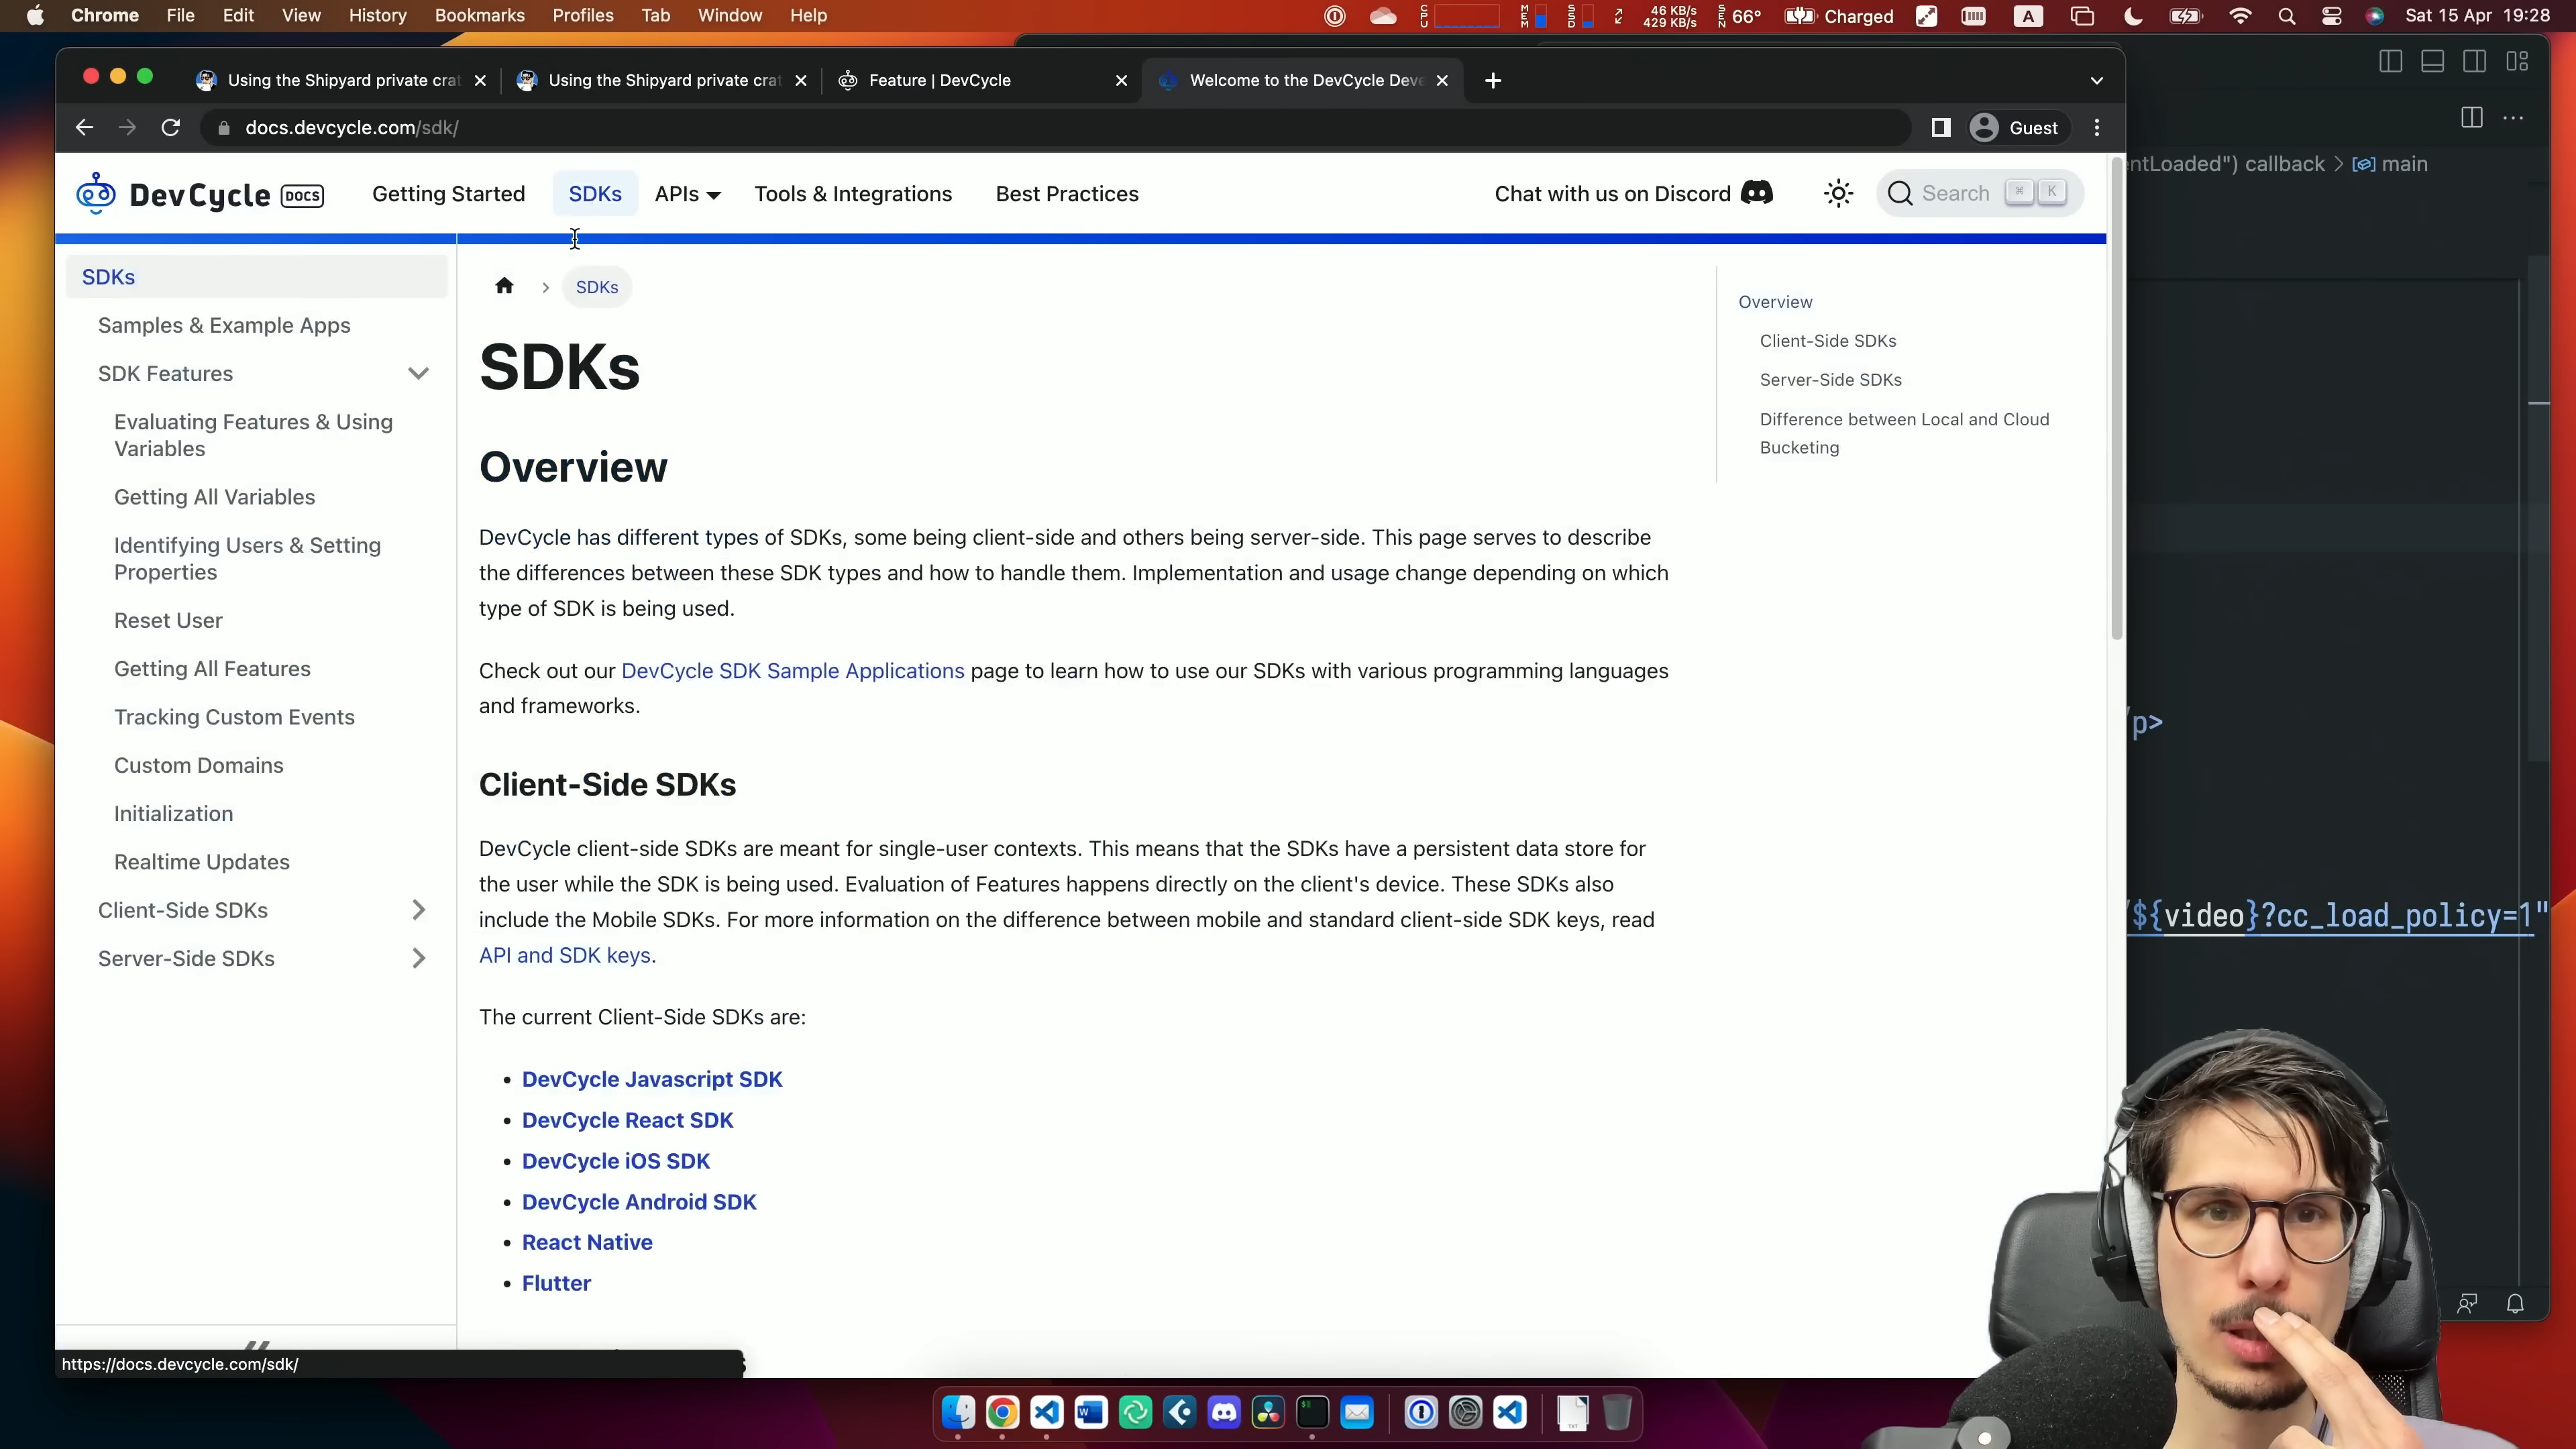 Chrome File Edit View History Bookmarks Profiles Tab Window Help
CPU MEM SSD 46 KB/s 429 KB/s SEN 66° Charged A Sat 15 Apr 19:28
Using the Shipyard private crat
Using the Shipyard private crat
Feature | DevCycle
Welcome to the DevCycle Deve
docs.devcycle.com/sdk/
Guest
DevCycle DOCS
Getting Started
SDKs
APIs
Tools & Integrations
Best Practices
Chat with us on Discord
Search ⌘ K
ntLoaded") callback > main
SDKs
Samples & Example Apps
SDK Features
Evaluating Features & Using
Variables
Getting All Variables
Identifying Users & Setting
Properties
Reset User
Getting All Features
Tracking Custom Events
Custom Domains
Initialization
Realtime Updates
Client-Side SDKs
Server-Side SDKs
SDKs
SDKs
Overview
DevCycle has different types of SDKs, some being client-side and others being server-side. This page serves to describe
the differences between these SDK types and how to handle them. Implementation and usage change depending on which
type of SDK is being used.
Check out our DevCycle SDK Sample Applications page to learn how to use our SDKs with various programming languages
and frameworks.
Client-Side SDKs
DevCycle client-side SDKs are meant for single-user contexts. This means that the SDKs have a persistent data store for
the user while the SDK is being used. Evaluation of Features happens directly on the client's device. These SDKs also
include the Mobile SDKs. For more information on the difference between mobile and standard client-side SDK keys, read
API and SDK keys.
The current Client-Side SDKs are:
• DevCycle Javascript SDK
• DevCycle React SDK
• DevCycle iOS SDK
• DevCycle Android SDK
• React Native
• Flutter
Overview
Client-Side SDKs
Server-Side SDKs
Difference between Local and Cloud
Bucketing
/p>
/${video}?cc_load_policy=1"
https://docs.devcycle.com/sdk/